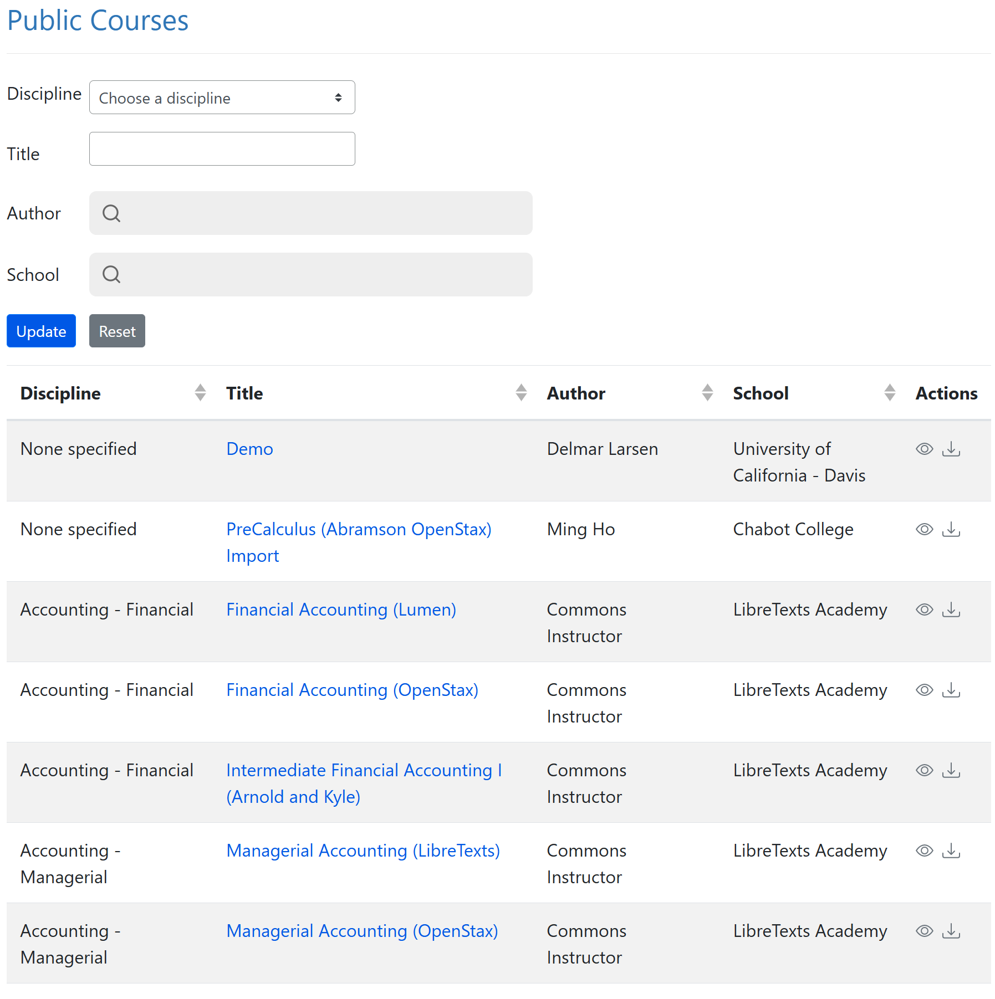 Public Courses
Discipline Choose a discipline
Title
Author
School
Update Reset
Discipline Title Author School Actions
None specified Demo Delmar Larsen University of
California - Davis
None specified PreCalculus (Abramson OpenStax) Ming Ho Chabot College
Import
Accounting - Financial Financial Accounting (Lumen) Commons LibreTexts Academy
Instructor
Accounting - Financial Financial Accounting (OpenStax) Commons LibreTexts Academy
Instructor
Accounting - Financial Intermediate Financial Accounting I Commons LibreTexts Academy
(Arnold and Kyle) Instructor
Accounting - Managerial Accounting (LibreTexts) Commons LibreTexts Academy
Managerial Instructor
Accounting - Managerial Accounting (OpenStax) Commons LibreTexts Academy
Managerial Instructor